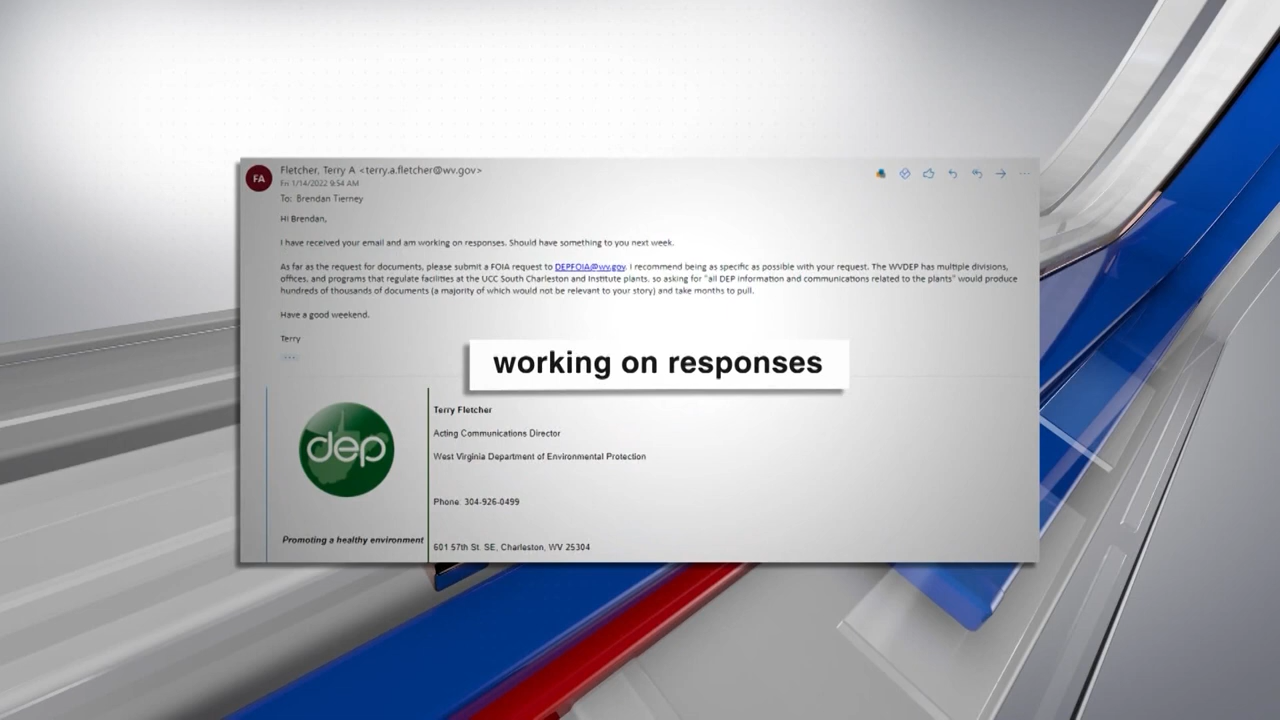 FA
Fletcher, Terry A <terry.a.fletcher@wv.gov>
Fri 1/14/2022 9:54 AM
To: Brendan Tierney
Hi Brendan,
I have received your email and am working on responses. Should have something to you next week.
As far as the request for documents, please submit a FOIA request to DEPFOIA@wv.gov. I recommend being as specific as possible with your request. The WVDEP has multiple divisions,
offices, and programs that regulate facilities at the UCC South Charleston and Institute plants, so asking for "all DEP information and communications related to the plants" would produce
hundreds of thousands of documents (a majority of which would not be relevant to your story) and take months to pull.
Have a good weekend.
Terry
working on responses
dep
Promoting a healthy environment
Terry Fletcher
Acting Communications Director
West Virginia Department of Environmental Protection
Phone: 304-926-0499
601 57th St. SE, Charleston, WV 25304